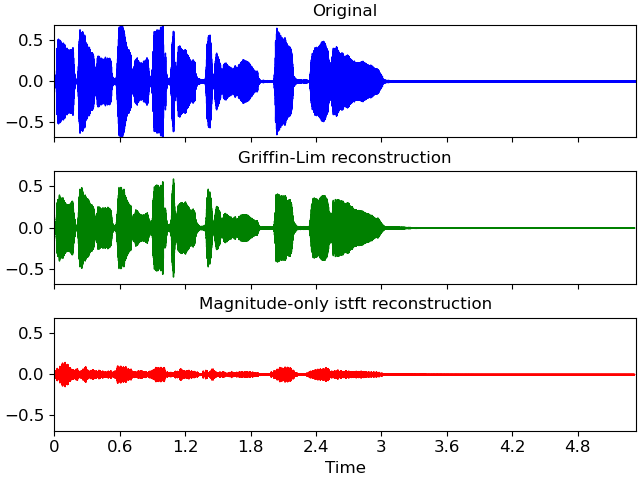 Original
0.5
0.0
−0.5
Griffin-Lim reconstruction
0.5
0.0
−0.5
Magnitude-only istft reconstruction
0.5
0.0
−0.5
0 0.6 1.2 1.8 2.4 3 3.6 4.2 4.8
Time